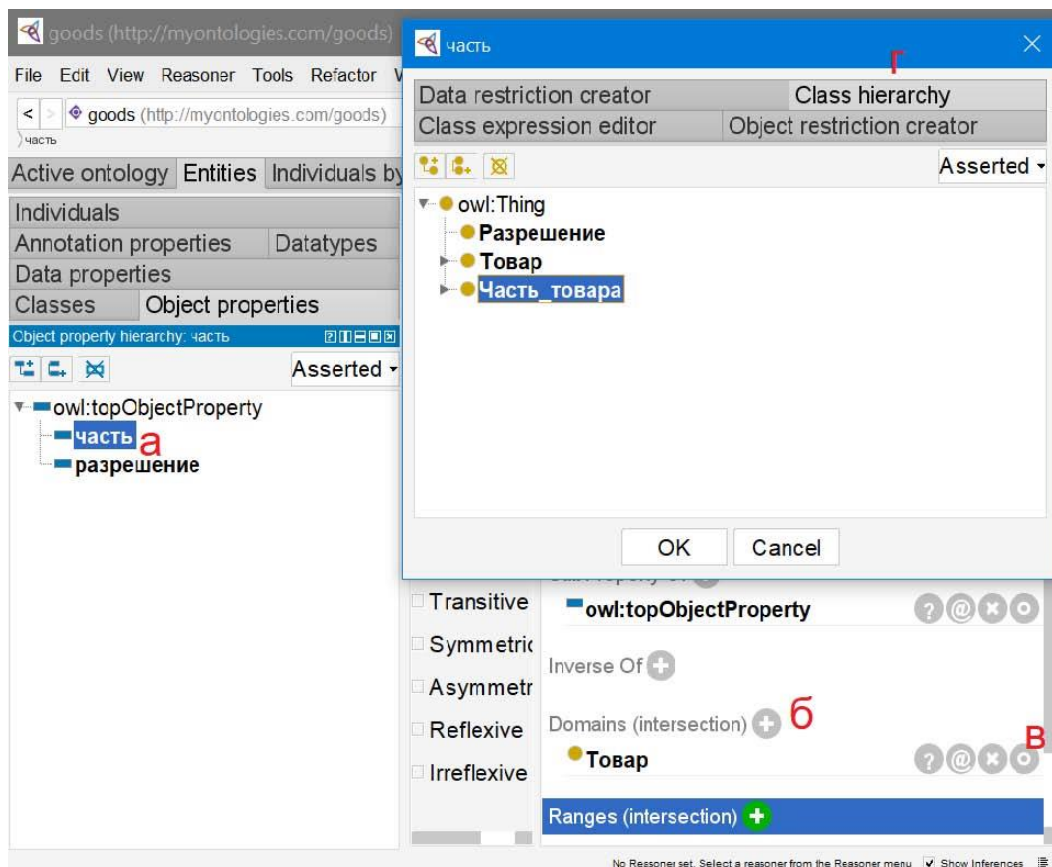 goods (http://myontologies.com/goods)
File Edit View Reasoner Tools Refactor
< > goods (http://myontologies.com/goods)
часть
Active ontology Entities Individuals by
Individuals
Annotation properties Datatypes
Data properties
Classes Object properties
Object property hierarchy: часть
Asserted
owl:topObjectProperty
часть а
разрешение
часть
г
Data restriction creator Class hierarchy
Class expression editor Object restriction creator
Asserted
owl:Thing
Разрешение
Товар
Часть_товара
OK Cancel
Transitive
Symmetric
Asymmetr
Reflexive
Irreflexive
owl:topObjectProperty
Inverse Of
Domains (intersection) б
в
Товар
Ranges (intersection)
No Reasoner set. Select a reasoner from the Reasoner menu Show Inferences